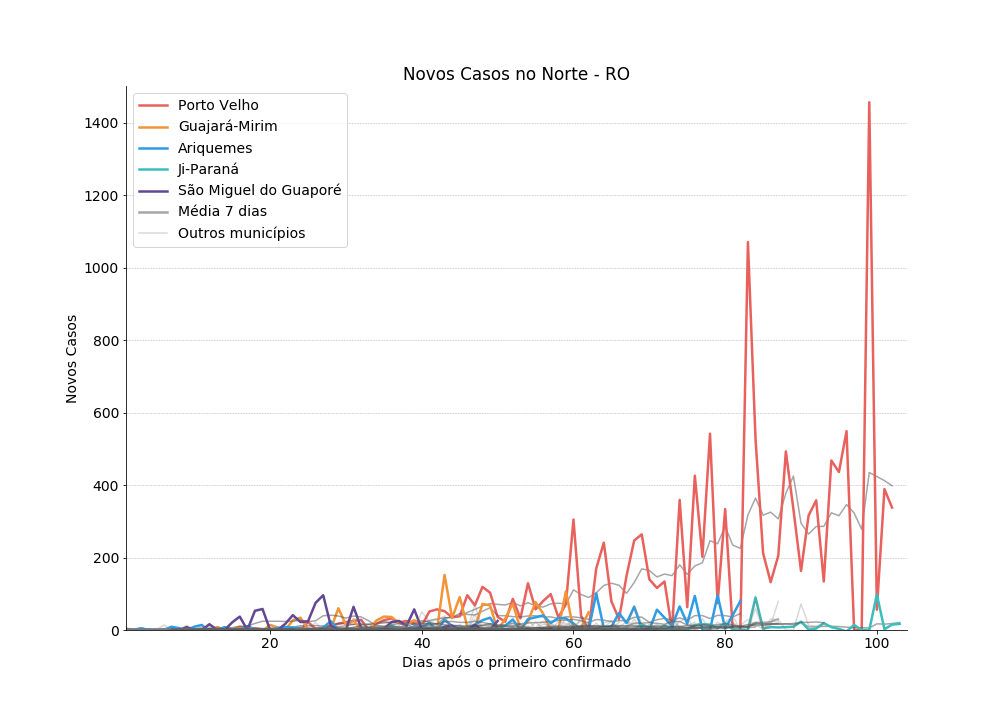 Novos Casos no Norte - RO
Porto Velho
Guajará-Mirim
Ariquemes
Ji-Paraná
São Miguel do Guaporé
Média 7 dias
Outros municípios
1400
1200
1000
800
600
400
200
0
Novos Casos
20 40 60 80 100
Dias após o primeiro confirmado